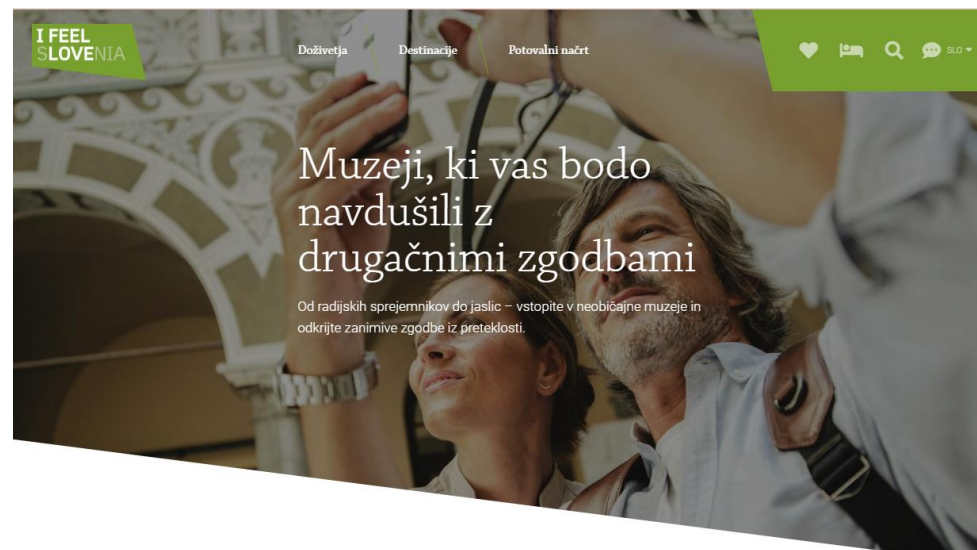 I FEEL
SLOVENIA
Doživetja Destinacije Potovalni načrt
SLO
Muzeji, ki vas bodo
navdušili z
drugačnimi zgodbami
Od radijskih sprejemnikov do jaslic – vstopite v neobičajne muzeje in
odkrijte zanimive zgodbe iz preteklosti.